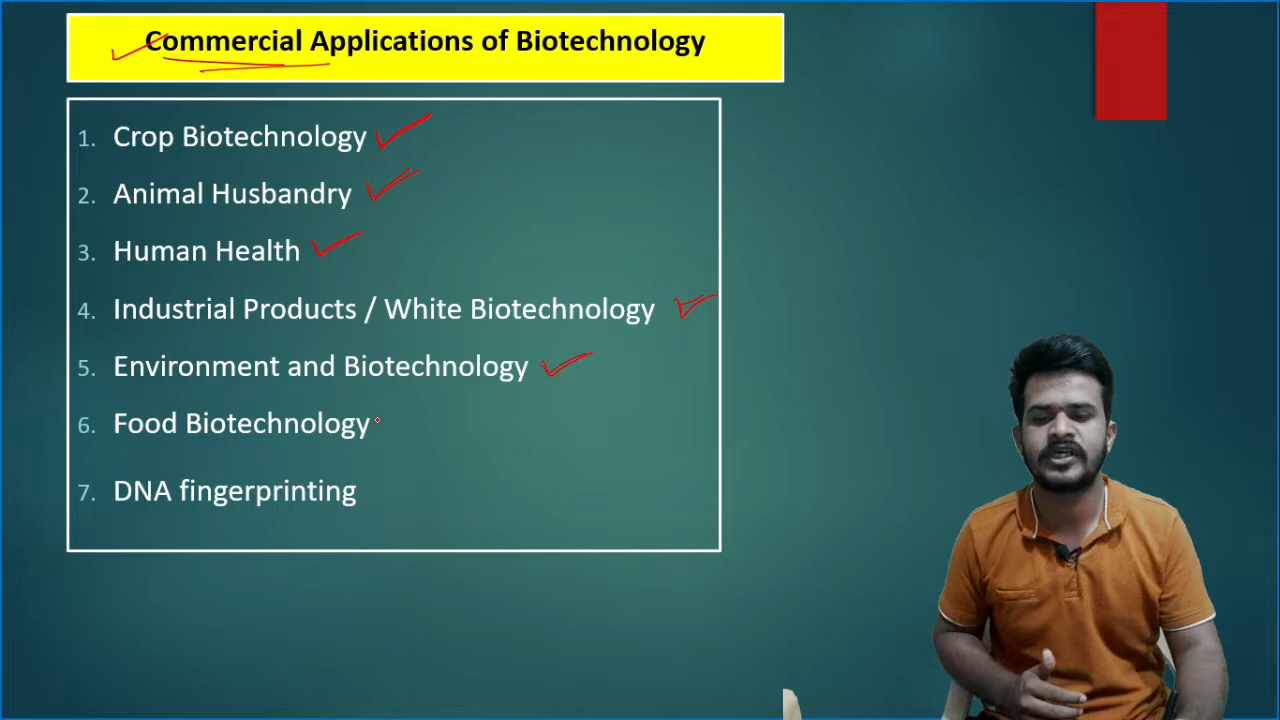 Commercial Applications of Biotechnology
1. Crop Biotechnology
2. Animal Husbandry
3. Human Health
4. Industrial Products / White Biotechnology
5. Environment and Biotechnology
6. Food Biotechnology
7. DNA fingerprinting